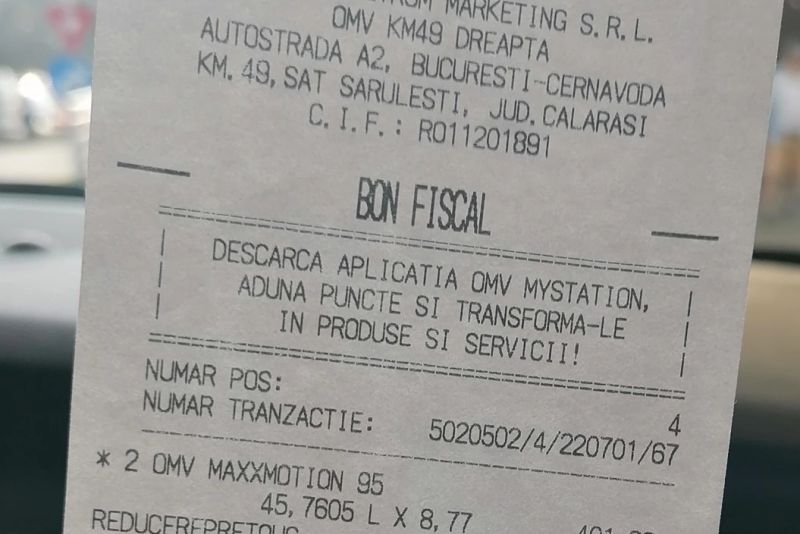 MARKETING S.R.L.
OMV KM49 DREAPTA
AUTOSTRADA A2, BUCURESTI-CERNAVODA
KM. 49, SAT SARULESTI, JUD. CALARASI
C.I.F.: RO11201891
BON FISCAL
DESCARCA APLICATIA OMV MYSTATION,
ADUNA PUNCTE SI TRANSFORMA-LE
IN PRODUSE SI SERVICII!
NUMAR POS: 4
NUMAR TRANZACTIE: 5020502/4/220701/67
* 2 OMV MAXXMOTION 95
45,7605 L X 8,77